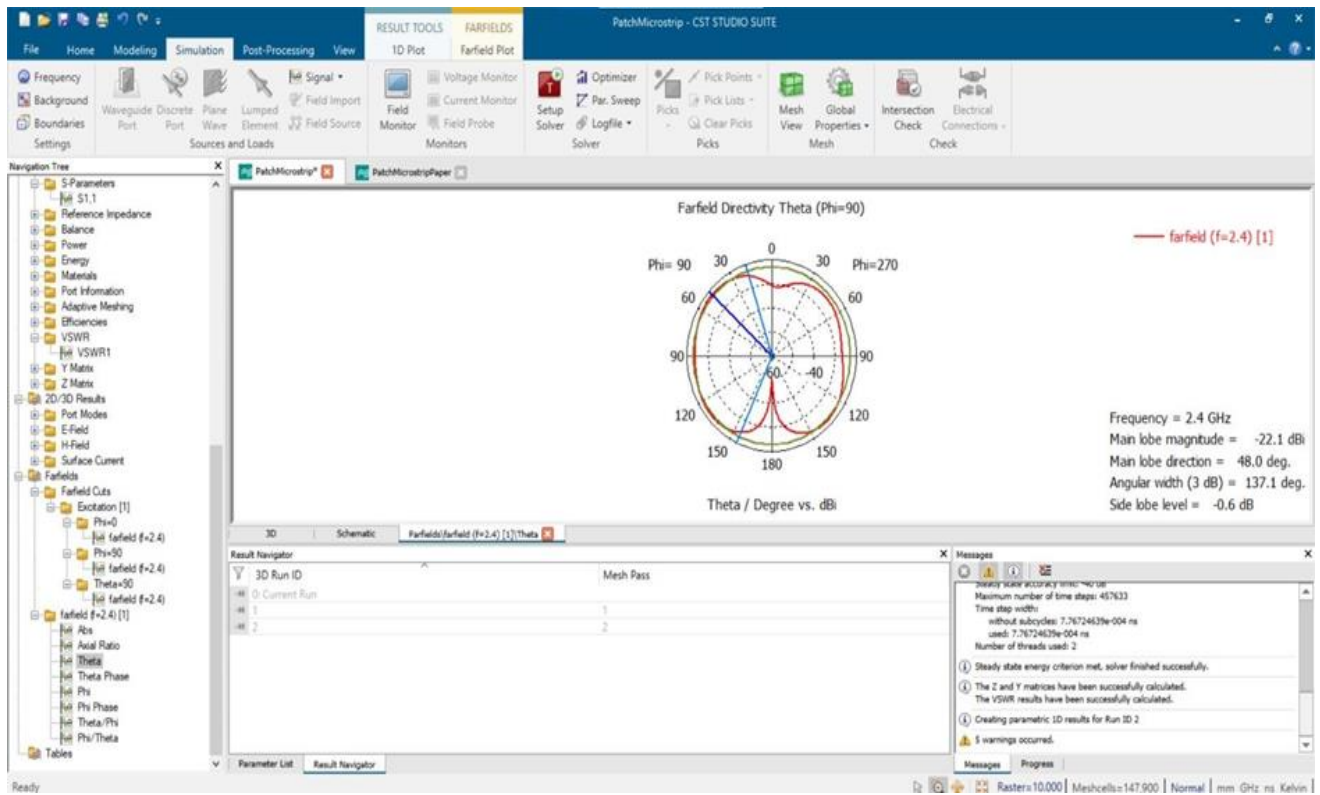 RESULT TOOLS
FARFIELDS
PatchMicrostrip - CST STUDIO SUITE
File
Home
Modeling
Simulation
Post-Processing
View
1D Plot
Farfield Plot
Frequency
Background
Boundaries
Settings
Waveguide Port
Discrete Port
Plane Wave
Lumped Element
Signal
Field Import
Field Source
Sources and Loads
Field Monitor
Voltage Monitor
Current Monitor
Field Probe
Monitors
Setup Solver
Optimizer
Par. Sweep
Logfile
Solver
Picks
Pick Points
Pick Lists
Clear Picks
Picks
Mesh View
Global Properties
Mesh
Intersection Check
Electrical Connections
Check
Navigation Tree
S-Parameters
S1,1
Reference Impedance
Balance
Power
Energy
Materials
Port Information
Adaptive Meshing
Efficiencies
VSWR
VSWR1
Y Matrix
Z Matrix
2D/3D Results
Port Modes
E-Field
H-Field
Surface Current
Farfields
Farfield Cuts
Excitation [1]
Phi=0
farfield (f=2.4)
Phi=90
farfield (f=2.4)
Theta=90
farfield (f=2.4)
farfield (f=2.4) [1]
Abs
Axial Ratio
Theta
Theta Phase
Phi
Phi Phase
Theta/Phi
Phi/Theta
Tables
PatchMicrostrip*
PatchMicrostripPaper
Farfield Directivity Theta (Phi=90)
farfield (f=2.4) [1]
0
Phi= 90
30
30
Phi=270
60
60
90
90
-60
-40
120
120
150
150
180
Theta / Degree vs. dBi
Frequency = 2.4 GHz
Main lobe magnitude = -22.1 dBi
Main lobe direction = 48.0 deg.
Angular width (3 dB) = 137.1 deg.
Side lobe level = -0.6 dB
3D
Schematic
Farfields\farfield (f=2.4) [1]\Theta
Result Navigator
3D Run ID
Mesh Pass
0: Current Run
1
1
2
2
Parameter List
Result Navigator
Messages
Steady state accuracy limit: -40 dB
Maximum number of time steps: 457633
Time step width:
without subcycles: 7.76724639e-004 ns
used: 7.76724639e-004 ns
Number of threads used: 2
Steady state energy criterion met, solver finished successfully.
The Z and Y matrices have been successfully calculated.
The VSWR results have been successfully calculated.
Creating parametric 1D results for Run ID 2
5 warnings occurred.
Messages
Progress
Ready
Raster=10.000
Meshcells=147.900
Normal
mm GHz ns Kelvin